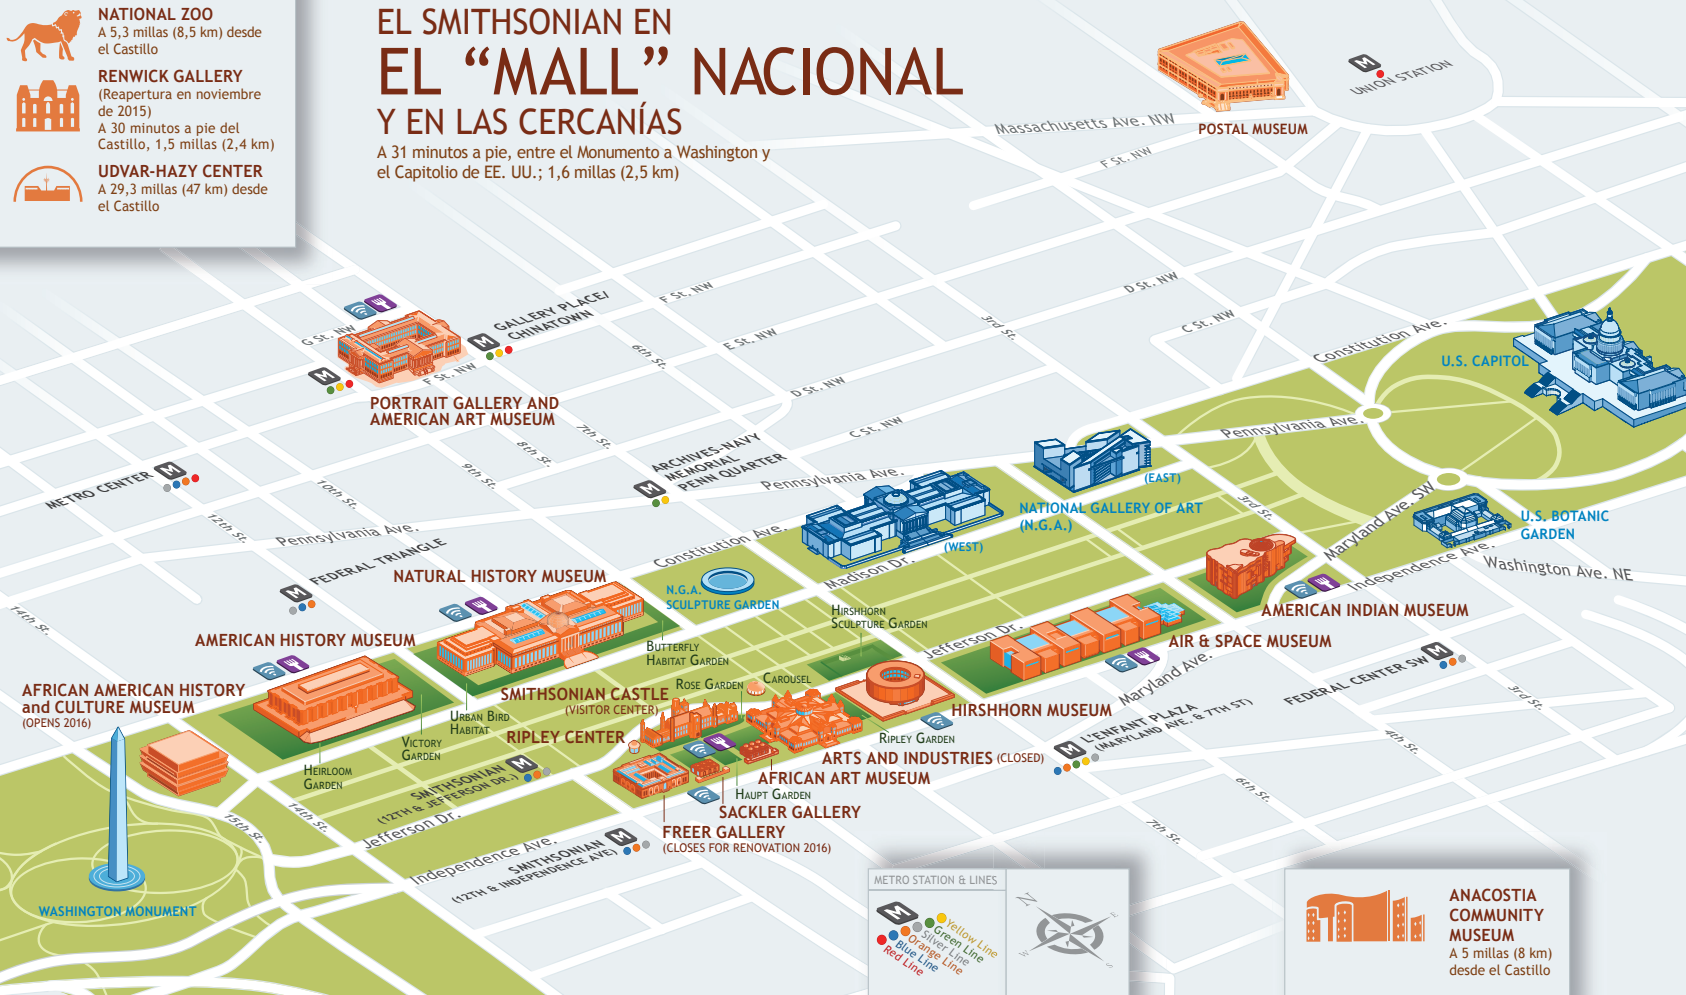 NATIONAL ZOO
A 5,3 millas (8,5 km) desde
el Castillo
RENWICK GALLERY
(Reapertura en noviembre
de 2015)
A 30 minutos a pie del
Castillo, 1,5 millas (2,4 km)
UDVAR-HAZY CENTER
A 29,3 millas (47 km) desde
el Castillo
EL SMITHSONIAN EN
EL “MALL” NACIONAL
Y EN LAS CERCANÍAS
A 31 minutos a pie, entre el Monumento a Washington y
el Capitolio de EE. UU.; 1,6 millas (2,5 km)
M
UNION STATION
Massachusetts Ave. NW
POSTAL MUSEUM
F St. NW
D St. NW
C St. NW
3rd St.
Constitution Ave.
U.S. CAPITOL
G St. NW
M
GALLERY PLACE/
CHINATOWN
F St. NW
M
F St. NW
6th St.
E St. NW
PORTRAIT GALLERY AND
AMERICAN ART MUSEUM
D St. NW
C St. NW
7th St.
8th St.
9th St.
10th St.
12th St.
METRO CENTER
M
ARCHIVES-NAVY
MEMORIAL
PENN QUARTER
M
Pennsylvania Ave.
Pennsylvania Ave.
Pennsylvania Ave.
(EAST)
NATIONAL GALLERY OF ART
(N.G.A.)
(WEST)
3rd St.
Maryland Ave. SW
U.S. BOTANIC
GARDEN
Independence Ave.
Washington Ave. NE
Constitution Ave.
Madison Dr.
FEDERAL TRIANGLE
M
14th St.
NATURAL HISTORY MUSEUM
N.G.A.
SCULPTURE GARDEN
HIRSHHORN
SCULPTURE GARDEN
Jefferson Dr.
AMERICAN INDIAN MUSEUM
AIR & SPACE MUSEUM
AMERICAN HISTORY MUSEUM
BUTTERFLY
HABITAT GARDEN
Maryland Ave.
FEDERAL CENTER SW
M
3rd St.
AFRICAN AMERICAN HISTORY
and CULTURE MUSEUM
(OPENS 2016)
SMITHSONIAN CASTLE
(VISITOR CENTER)
ROSE GARDEN
CAROUSEL
HIRSHHORN MUSEUM
URBAN BIRD
HABITAT
RIPLEY CENTER
RIPLEY GARDEN
M
L'ENFANT PLAZA
(MARYLAND AVE. & 7TH ST)
4th St.
VICTORY
GARDEN
HEIRLOOM
GARDEN
ARTS AND INDUSTRIES (CLOSED)
AFRICAN ART MUSEUM
HAUPT GARDEN
SACKLER GALLERY
FREER GALLERY
(CLOSES FOR RENOVATION 2016)
SMITHSONIAN
(12TH & JEFFERSON DR.)
M
6th St.
7th St.
14th St.
15th St.
Jefferson Dr.
Independence Ave.
SMITHSONIAN
(12TH & INDEPENDENCE AVE)
M
WASHINGTON MONUMENT
METRO STATION & LINES
M
Yellow Line
Green Line
Silver Line
Orange Line
Blue Line
Red Line
N
E
W
S
ANACOSTIA
COMMUNITY
MUSEUM
A 5 millas (8 km)
desde el Castillo